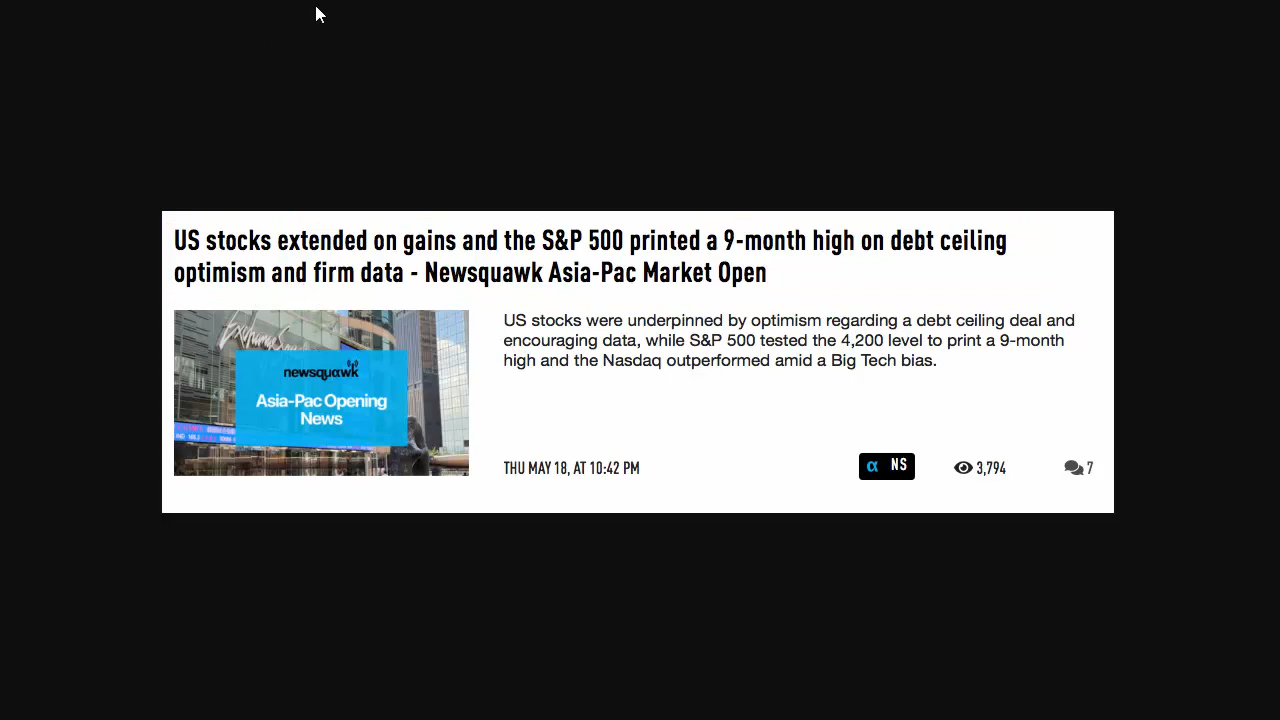 US stocks extended on gains and the S&P 500 printed a 9-month high on debt ceiling
optimism and firm data - Newsquawk Asia-Pac Market Open
Exchange Square
newsquawk
Asia-Pac Opening
News
US stocks were underpinned by optimism regarding a debt ceiling deal and
encouraging data, while S&P 500 tested the 4,200 level to print a 9-month
high and the Nasdaq outperformed amid a Big Tech bias.
THU MAY 18, AT 10:42 PM
α NS
3,794
7